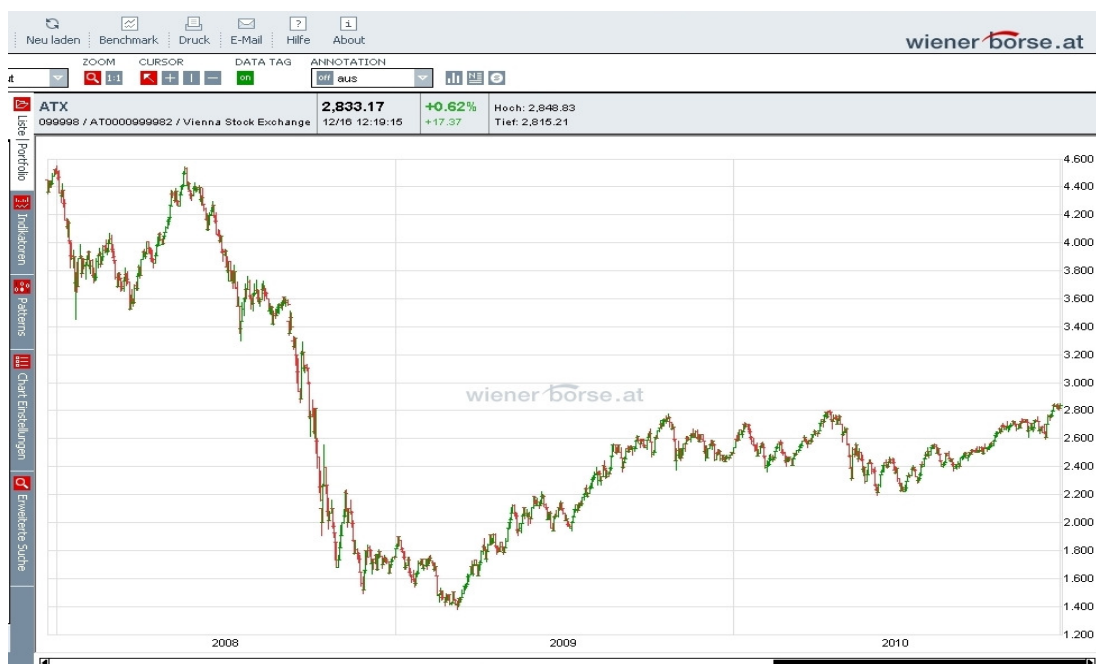 Neu laden Benchmark Druck E-Mail Hilfe About
wiener börse.at
ZOOM CURSOR DATA TAG ANNOTATION
1:1 on off aus
ATX 2,833.17 +0.62% Hoch: 2,848.83
099998 / AT0000999982 / Vienna Stock Exchange 12/16 12:19:15 +17.37 Tief: 2,815.21
Liste | Portfolio
Indikatoren
Patterns
Chart Einstellungen
Erweiterte Suche
4.600
4.400
4.200
4.000
3.800
3.600
3.400
3.200
3.000
wiener börse.at
2.800
2.600
2.400
2.200
2.000
1.800
1.600
1.400
1.200
2008 2009 2010